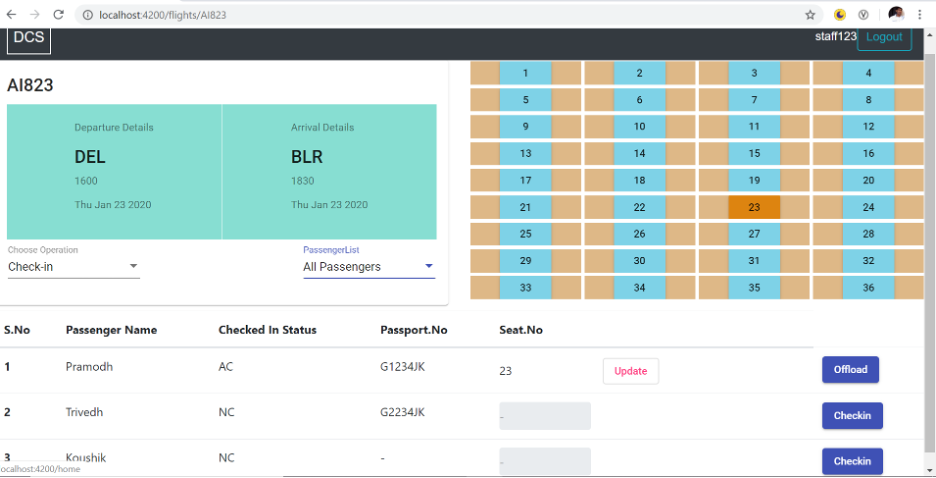 localhost:4200/flights/AI823
DCS
staff123 Logout
AI823
Departure Details Arrival Details
DEL BLR
1600 1830
Thu Jan 23 2020 Thu Jan 23 2020
Choose Operation PassengerList
Check-in All Passengers
1 2 3 4
5 6 7 8
9 10 11 12
13 14 15 16
17 18 19 20
21 22 23 24
25 26 27 28
29 30 31 32
33 34 35 36
S.No Passenger Name Checked In Status Passport.No Seat.No
1 Pramodh AC G1234JK 23 Update Offload
2 Trivedh NC G2234JK - Checkin
3 Koushik NC - - Checkin
localhost:4200/home